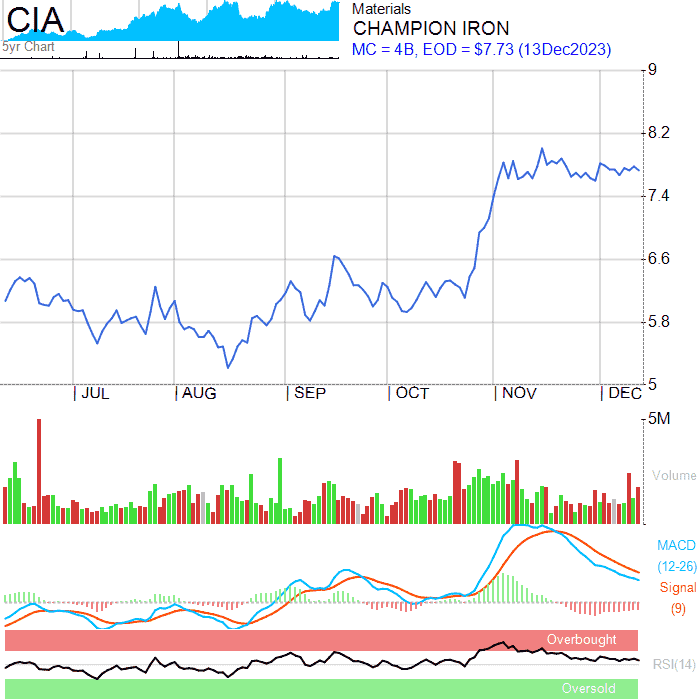 CIA
5yr Chart
Materials
CHAMPION IRON
MC = 4B, EOD = $7.73 (13Dec2023)
9
8.2
7.4
6.6
5.8
5
JUL
AUG
SEP
OCT
NOV
DEC
5M
Volume
MACD
(12-26)
Signal
(9)
Overbought
RSI(14)
Oversold